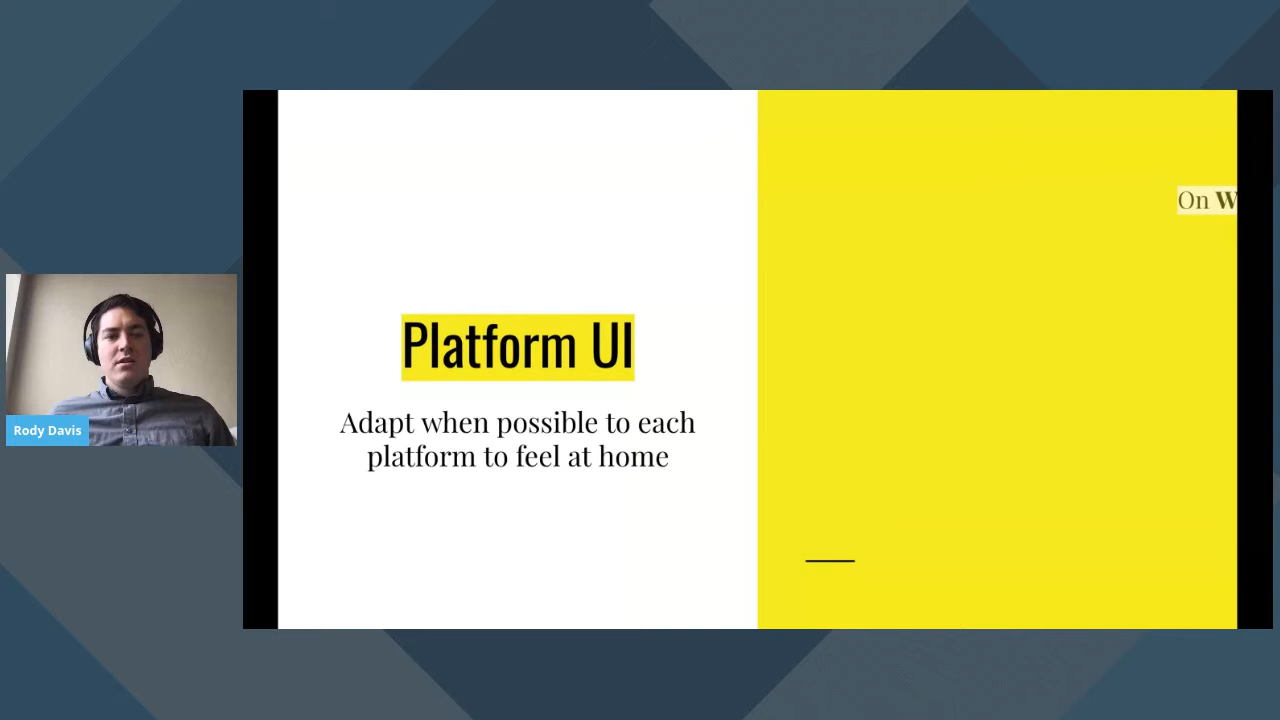 Platform UI
Adapt when possible to each
platform to feel at home
On W
Rody Davis